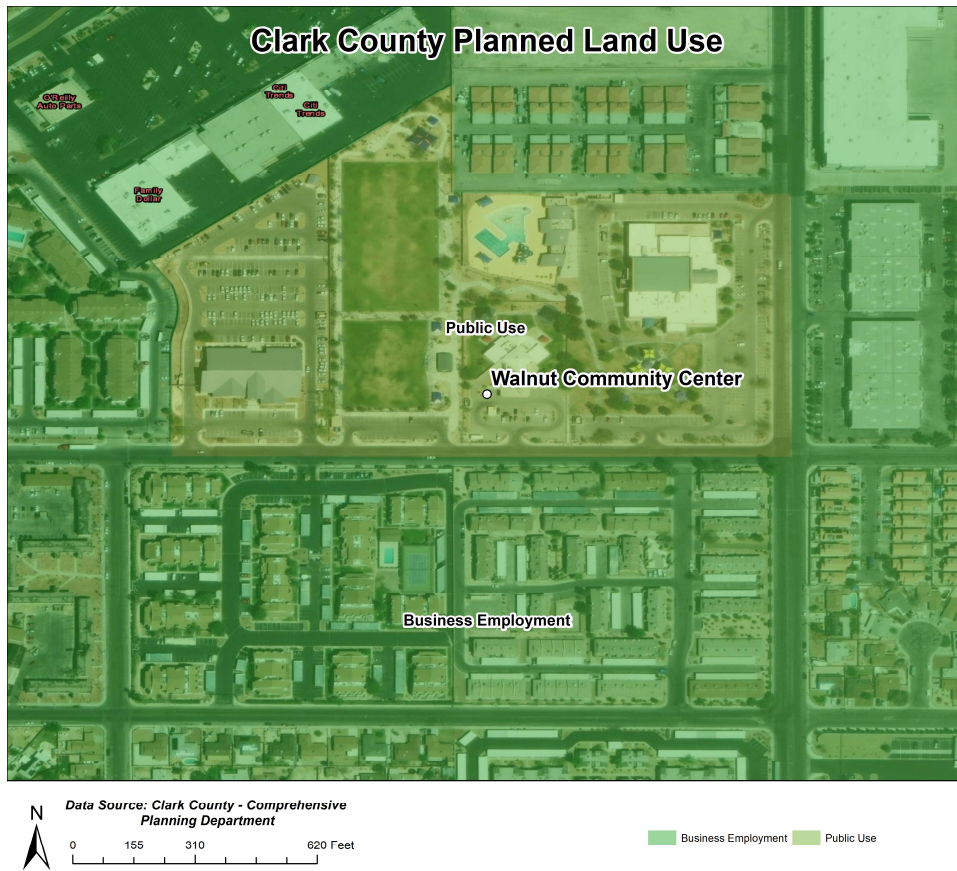 Clark County Planned Land Use
O'Reilly
Auto Parts
Citi
Trends
Citi
Trends
Family
Dollar
Public Use
Walnut Community Center
Business Employment
N
Data Source: Clark County - Comprehensive
Planning Department
0 155 310 620 Feet
Business Employment Public Use